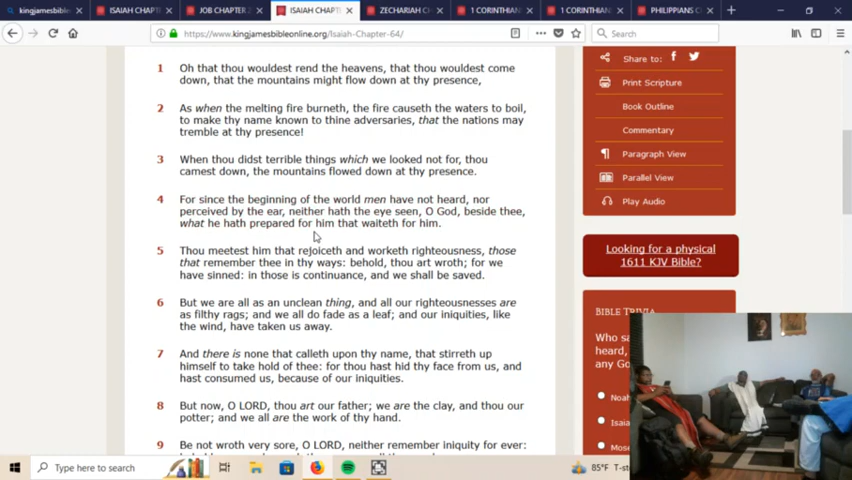 kingjamesbible
ISAIAH CHAPT
JOB CHAPTER
ISAIAH CHAPT
ZECHARIAH C
1 CORINTHIAN
1 CORINTHIAN
PHILIPPIANS C
https://www.kingjamesbibleonline.org/Isaiah-Chapter-64/
Search
1 Oh that thou wouldest rend the heavens, that thou wouldest come
down, that the mountains might flow down at thy presence,
2 As when the melting fire burneth, the fire causeth the waters to boil,
to make thy name known to thine adversaries, that the nations may
tremble at thy presence!
3 When thou didst terrible things which we looked not for, thou
camest down, the mountains flowed down at thy presence.
4 For since the beginning of the world men have not heard, nor
perceived by the ear, neither hath the eye seen, O God, beside thee,
what he hath prepared for him that waiteth for him.
5 Thou meetest him that rejoiceth and worketh righteousness, those
that remember thee in thy ways: behold, thou art wroth; for we
have sinned: in those is continuance, and we shall be saved.
6 But we are all as an unclean thing, and all our righteousnesses are
as filthy rags; and we all do fade as a leaf; and our iniquities, like
the wind, have taken us away.
7 And there is none that calleth upon thy name, that stirreth up
himself to take hold of thee: for thou hast hid thy face from us, and
hast consumed us, because of our iniquities.
8 But now, O LORD, thou art our father; we are the clay, and thou our
potter; and we all are the work of thy hand.
9 Be not wroth very sore, O LORD, neither remember iniquity for ever:
Share to:
Print Scripture
Book Outline
Commentary
Paragraph View
Parallel View
Play Audio
Looking for a physical
1611 KJV Bible?
BIBLE TRIVIA
Who sa
heard,
any Go
Noah
Isaia
Mose
Type here to search
85°F T-st